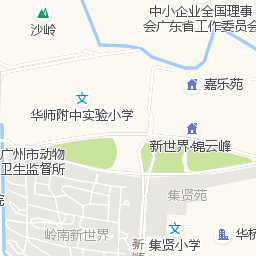 沙岭
中小企业全国理事
会广东省工作委员会
嘉乐苑
华师附中实验小学
新世界·锦云峰
广州市动物
卫生监督所
集贤苑
院
岭南新世界
集贤小学
华标
新